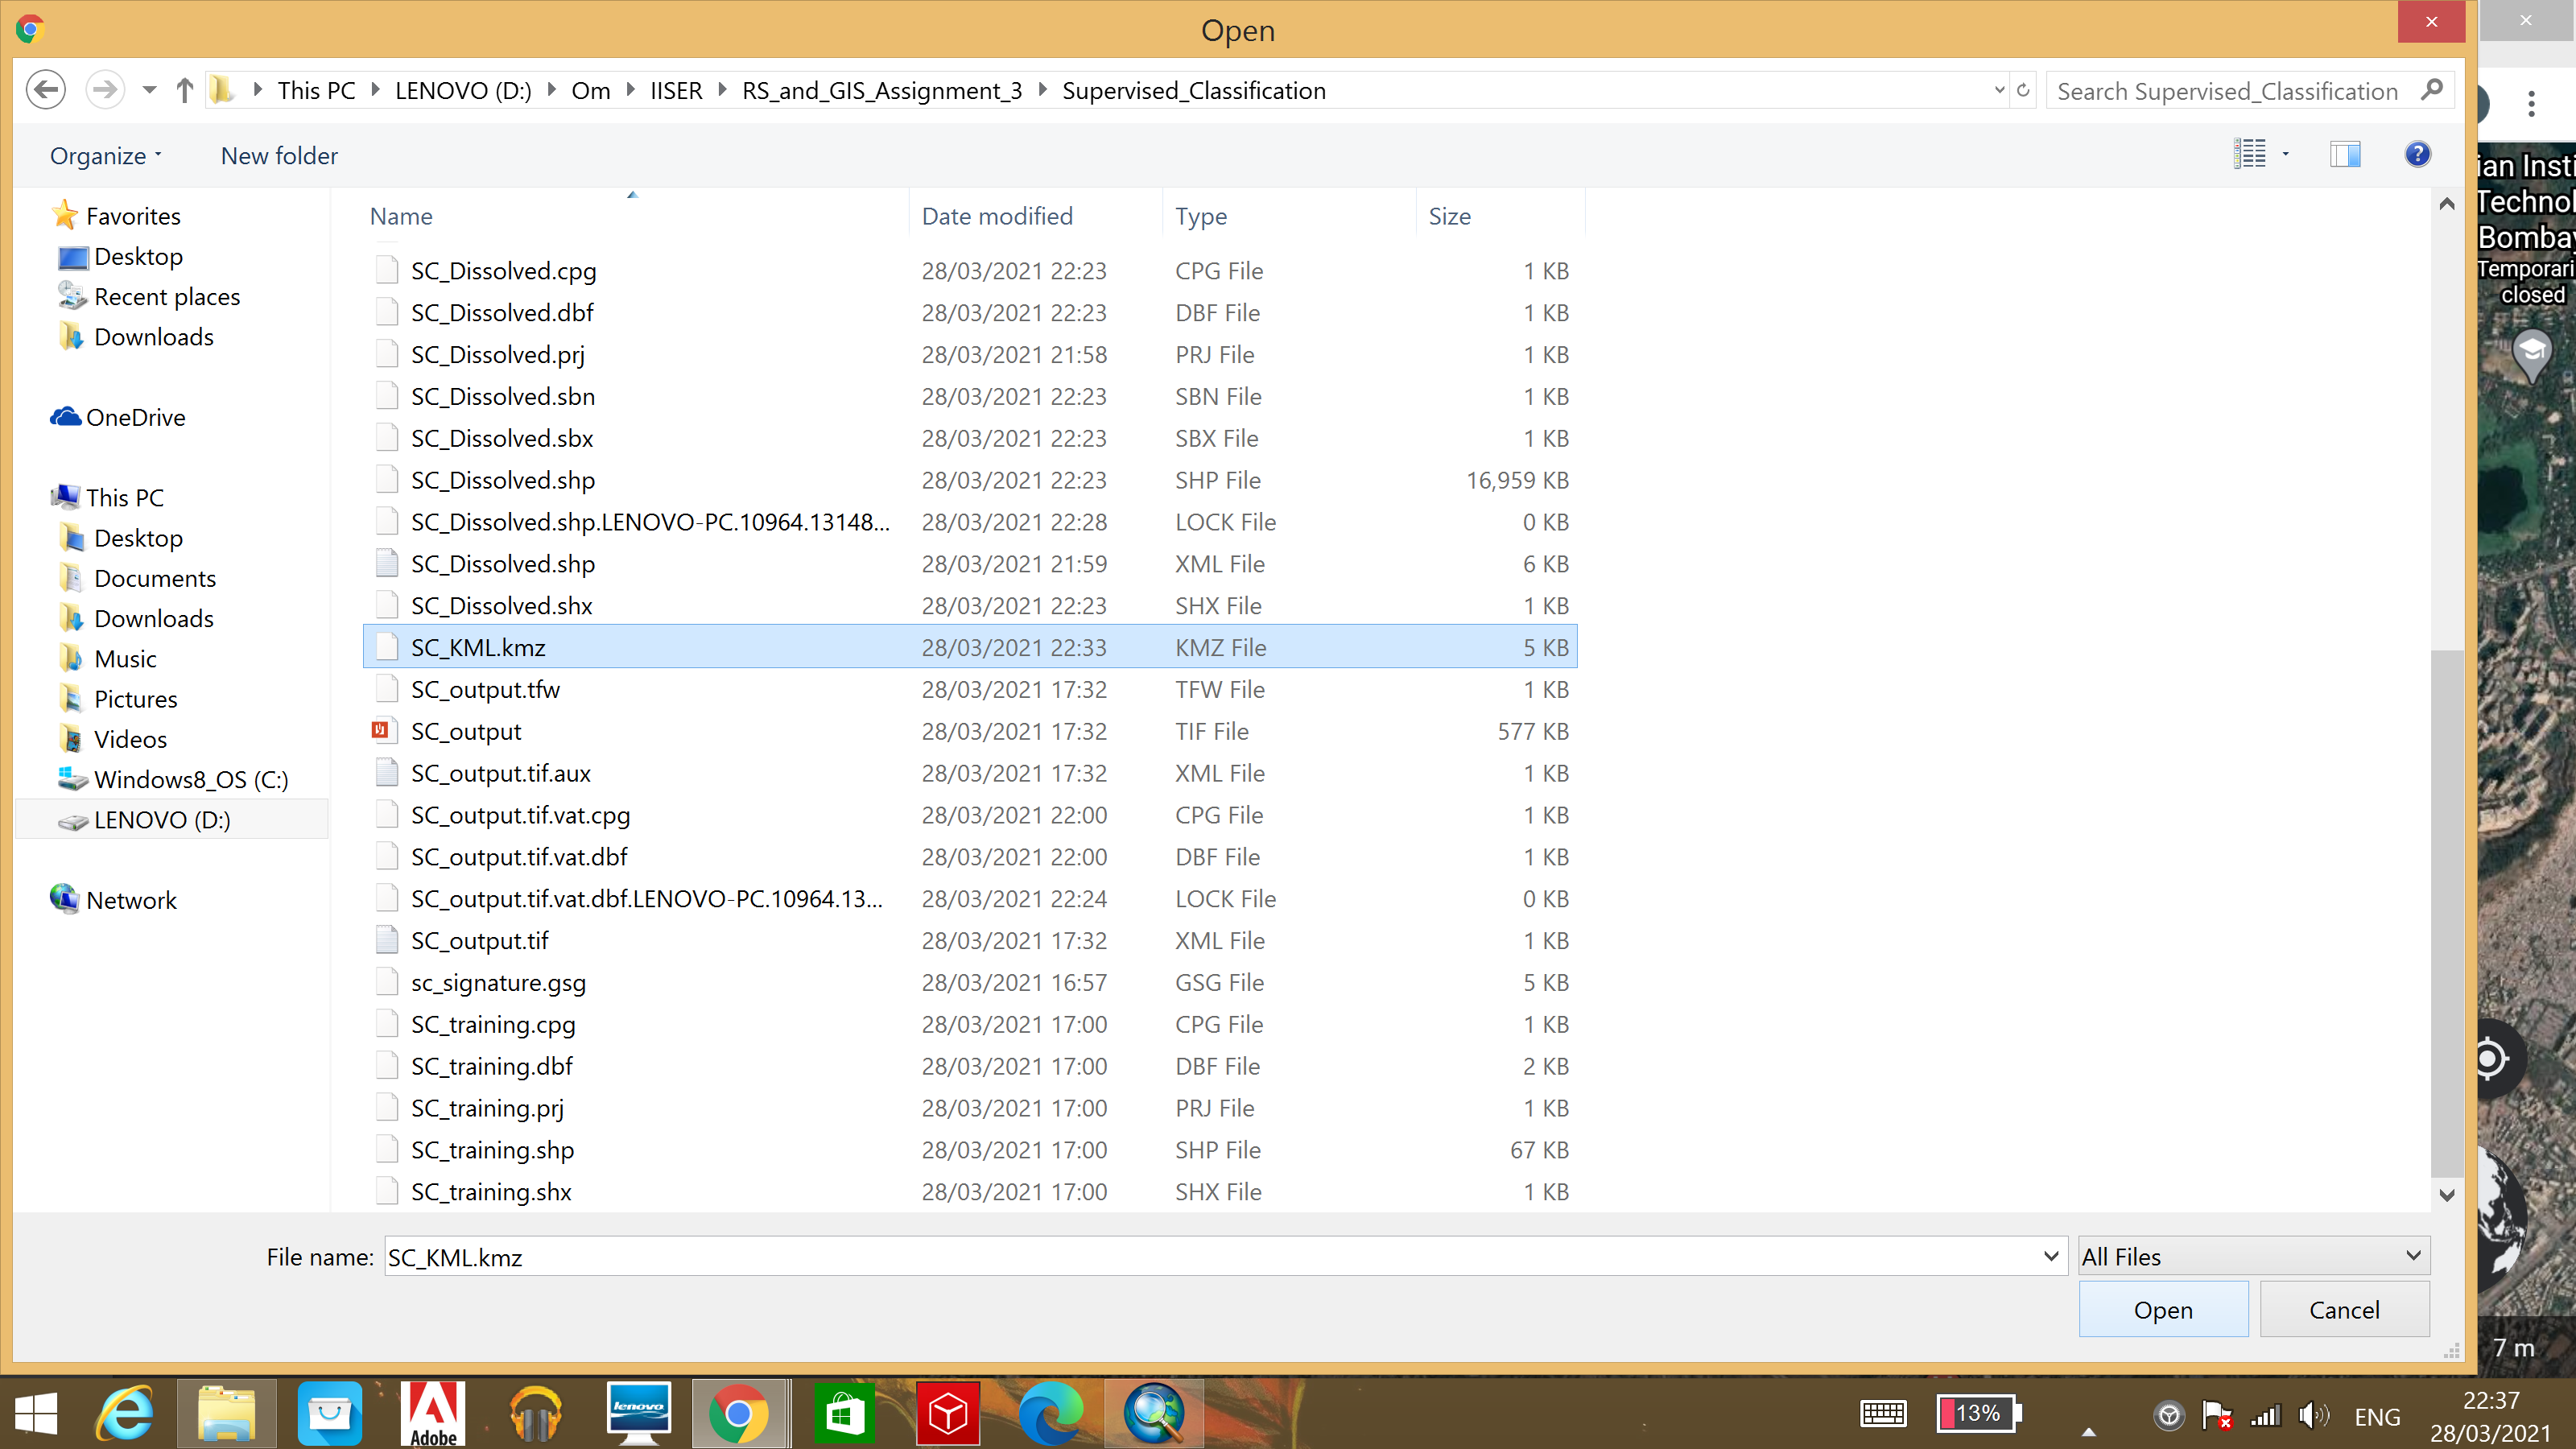 Open
This PC LENOVO (D:) Om IISER RS_and_GIS_Assignment_3 Supervised_Classification
Search Supervised_Classification
Organize New folder
Name Date modified Type Size
Favorites
Desktop
Recent places
Downloads
OneDrive
This PC
Desktop
Documents
Downloads
Music
Pictures
Videos
Windows8_OS (C:)
LENOVO (D:)
Network
SC_Dissolved.cpg 28/03/2021 22:23 CPG File 1 KB
SC_Dissolved.dbf 28/03/2021 22:23 DBF File 1 KB
SC_Dissolved.prj 28/03/2021 21:58 PRJ File 1 KB
SC_Dissolved.sbn 28/03/2021 22:23 SBN File 1 KB
SC_Dissolved.sbx 28/03/2021 22:23 SBX File 1 KB
SC_Dissolved.shp 28/03/2021 22:23 SHP File 16,959 KB
SC_Dissolved.shp.LENOVO-PC.10964.13148... 28/03/2021 22:28 LOCK File 0 KB
SC_Dissolved.shp 28/03/2021 21:59 XML File 6 KB
SC_Dissolved.shx 28/03/2021 22:23 SHX File 1 KB
SC_KML.kmz 28/03/2021 22:33 KMZ File 5 KB
SC_output.tfw 28/03/2021 17:32 TFW File 1 KB
SC_output 28/03/2021 17:32 TIF File 577 KB
SC_output.tif.aux 28/03/2021 17:32 XML File 1 KB
SC_output.tif.vat.cpg 28/03/2021 22:00 CPG File 1 KB
SC_output.tif.vat.dbf 28/03/2021 22:00 DBF File 1 KB
SC_output.tif.vat.dbf.LENOVO-PC.10964.13... 28/03/2021 22:24 LOCK File 0 KB
SC_output.tif 28/03/2021 17:32 XML File 1 KB
sc_signature.gsg 28/03/2021 16:57 GSG File 5 KB
SC_training.cpg 28/03/2021 17:00 CPG File 1 KB
SC_training.dbf 28/03/2021 17:00 DBF File 2 KB
SC_training.prj 28/03/2021 17:00 PRJ File 1 KB
SC_training.shp 28/03/2021 17:00 SHP File 67 KB
SC_training.shx 28/03/2021 17:00 SHX File 1 KB
File name: SC_KML.kmz All Files
Open Cancel
ian Insti
Technol
Bombay
Temporari
closed
7 m
Adobe
lenovo
13%
ENG
22:37
28/03/2021